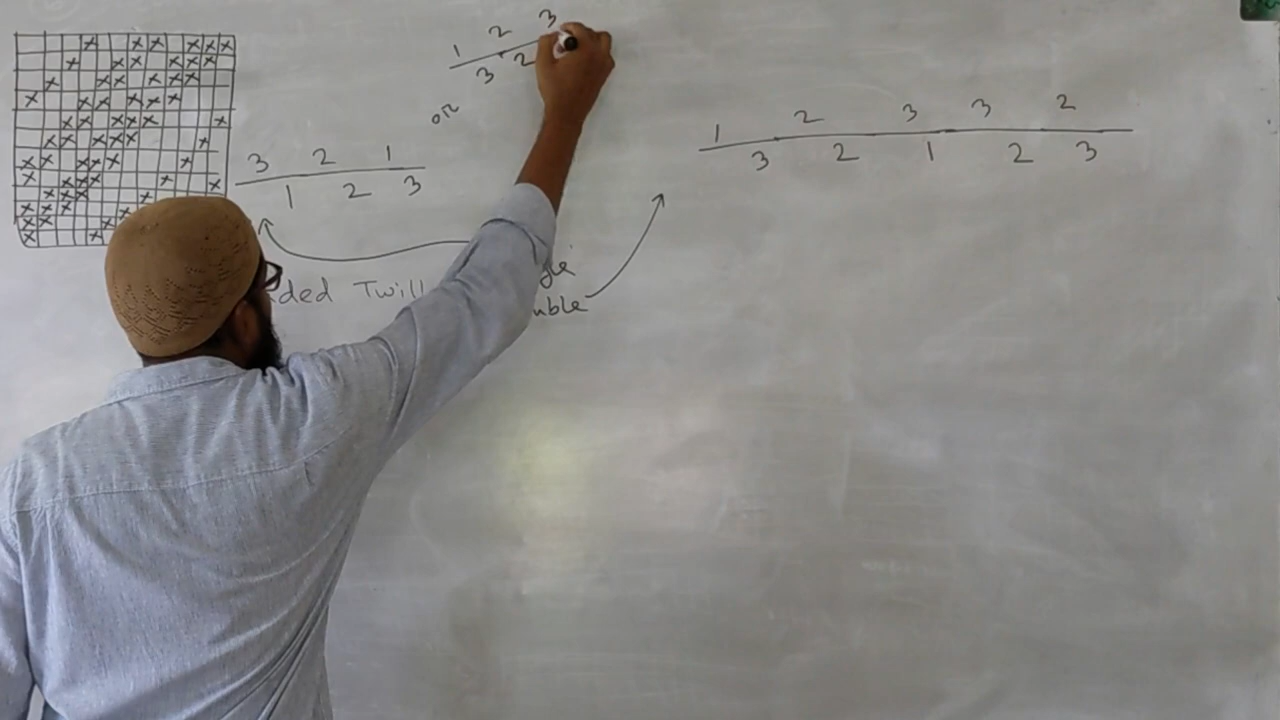 1 2 3
3 2
or
3 2 1
1 2 3
1 2 3 3 2
3 2 1 2 3
Twill